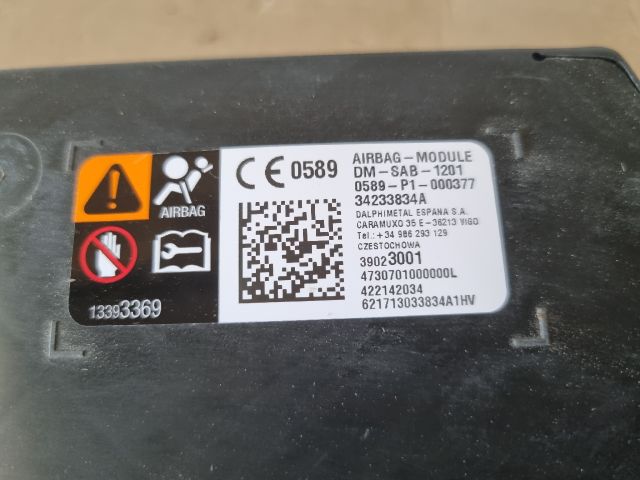 AIRBAG
13393369
CE 0589
AIRBAG-MODULE
DM-SAB-1201
0589-P1-000377
34233834A
DALPHIMETAL ESPANA S.A.
CARAMUXO 35 E-36213 VIGO
Tel.: +34 986 293 129
CZESTOCHOWA
39023001
4730701000000L
422142034
621713033834A1HV